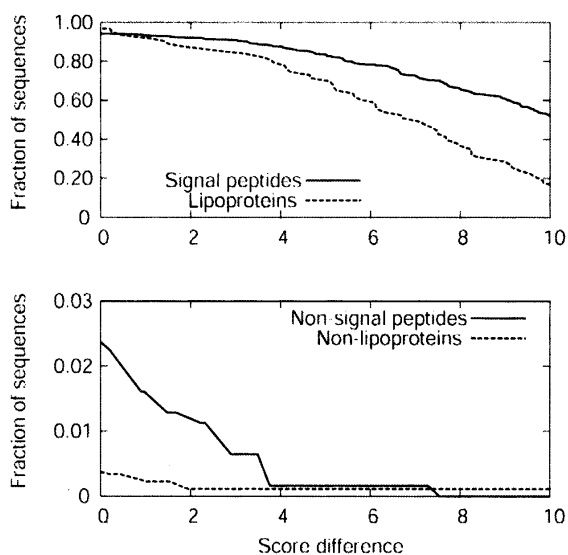 Fraction of sequences
1.00
0.80
0.60
0.40
0.20
0
Signal peptides
Lipoproteins
0 2 4 6 8 10
Fraction of sequences
0.03
0.02
0.01
0
Non-signal peptides
Non-lipoproteins
0 2 4 6 8 10
Score difference